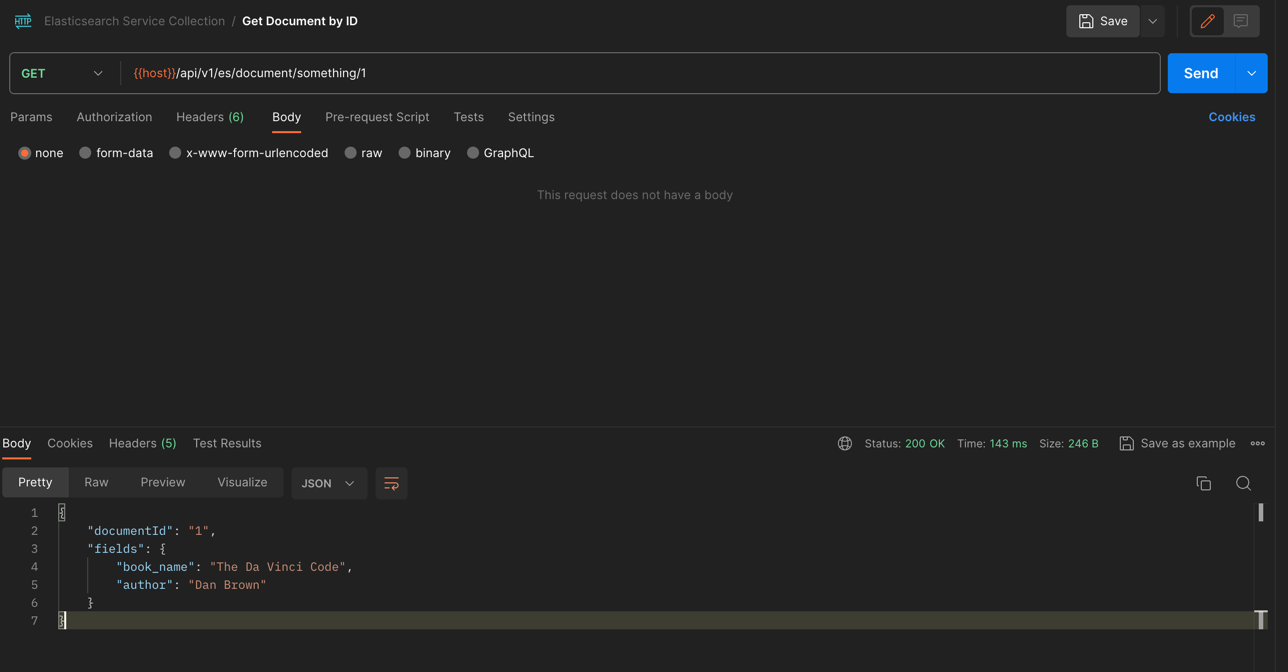 HTTP Elasticsearch Service Collection / Get Document by ID Save
GET {{host}}/api/v1/es/document/something/1 Send
Params Authorization Headers (6) Body Pre-request Script Tests Settings Cookies
none form-data x-www-form-urlencoded raw binary GraphQL
This request does not have a body
Body Cookies Headers (5) Test Results Status: 200 OK Time: 143 ms Size: 246 B Save as example
Pretty Raw Preview Visualize JSON
1 {
2 "documentId": "1",
3 "fields": {
4 "book_name": "The Da Vinci Code",
5 "author": "Dan Brown"
6 }
7 }